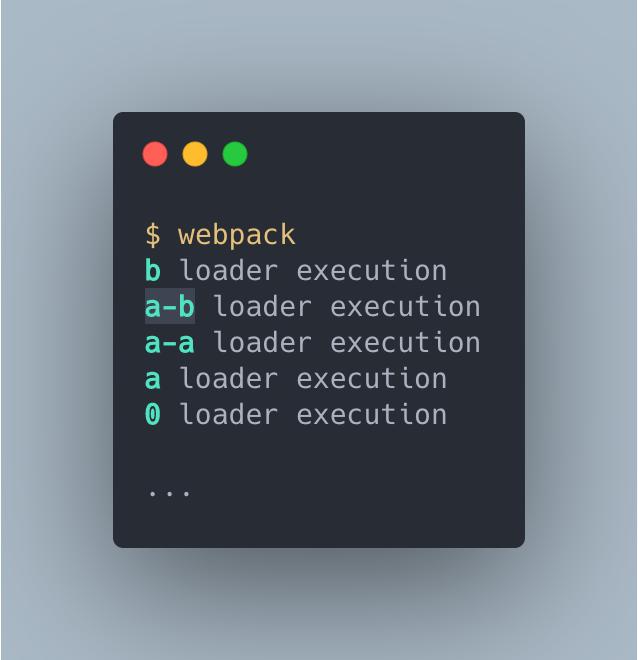 $ webpack
b loader execution
a-b loader execution
a-a loader execution
a loader execution
0 loader execution
...